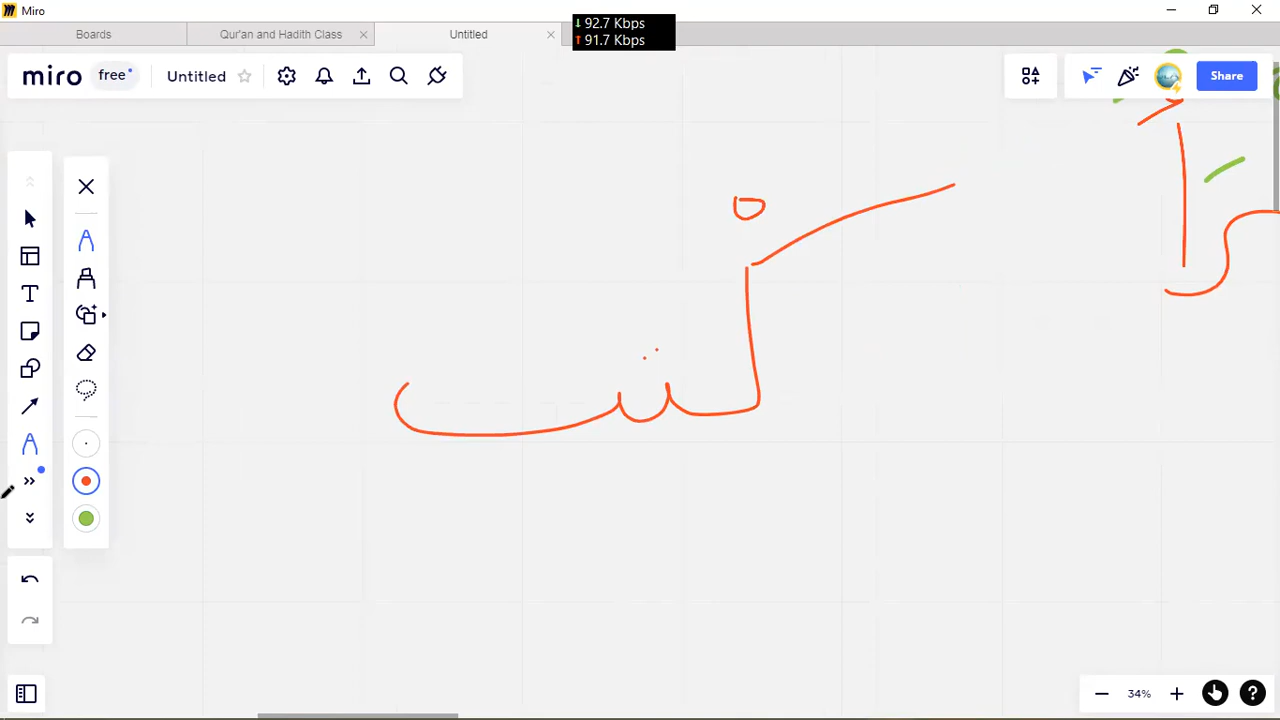 Miro
↓ 92.7 Kbps
↑ 91.7 Kbps
Boards
Qur'an and Hadith Class
Untitled
miro
free
Untitled
Share
34%